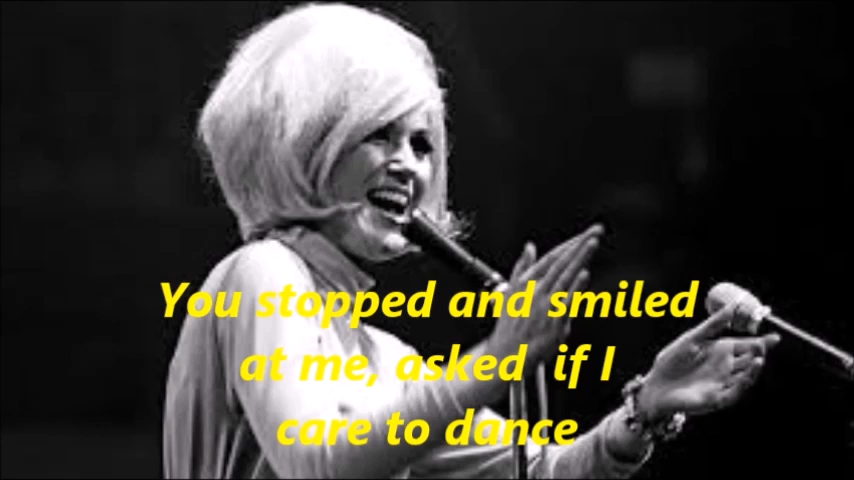 You stopped and smiled
at me, asked  if I
care to dance